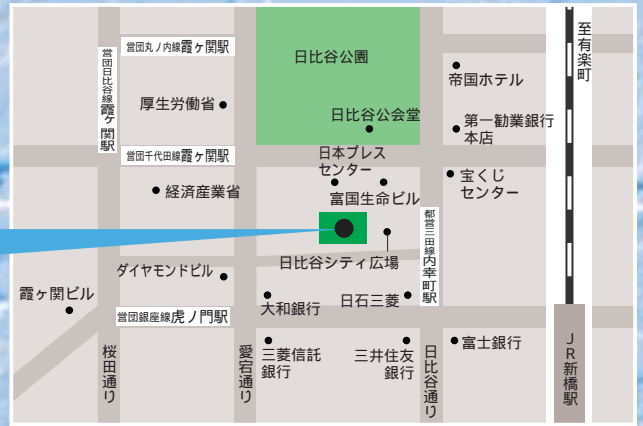 営団丸ノ内線霞ヶ関駅
日比谷公園
至有楽町
営団日比谷線霞ヶ関駅
帝国ホテル
厚生労働省
日比谷公会堂
第一勧業銀行
本店
営団千代田線霞ヶ関駅
日本プレス
センター
宝くじ
センター
経済産業省
富国生命ビル
都営三田線内幸町駅
日比谷シティ広場
ダイヤモンドビル
霞ヶ関ビル
大和銀行
日石三菱
営団銀座線虎ノ門駅
桜田通り
愛宕通り
三菱信託
銀行
三井住友
銀行
日比谷通り
富士銀行
JR新橋駅